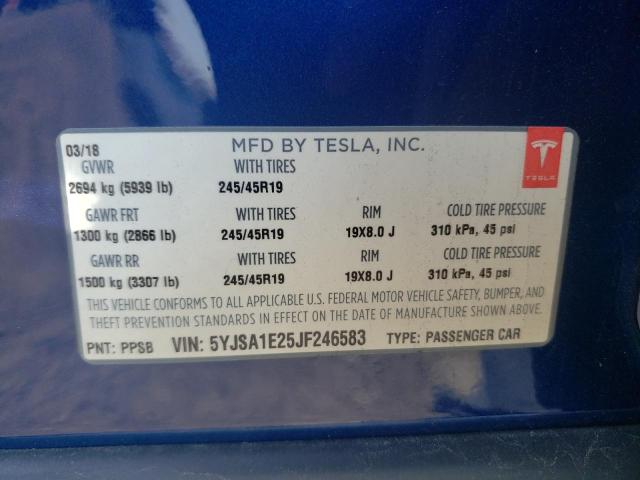 03/18 MFD BY TESLA, INC.
GVWR WITH TIRES
2694 kg (5939 lb) 245/45R19
TESLA
GAWR FRT WITH TIRES RIM COLD TIRE PRESSURE
1300 kg (2866 lb) 245/45R19 19X8.0 J 310 kPa, 45 psi
GAWR RR WITH TIRES RIM COLD TIRE PRESSURE
1500 kg (3307 lb) 245/45R19 19X8.0 J 310 kPa, 45 psi
THIS VEHICLE CONFORMS TO ALL APPLICABLE U.S. FEDERAL MOTOR VEHICLE SAFETY, BUMPER, AND
THEFT PREVENTION STANDARDS IN EFFECT ON THE DATE OF MANUFACTURE SHOWN ABOVE.
PNT: PPSB VIN: 5YJSA1E25JF246583 TYPE: PASSENGER CAR